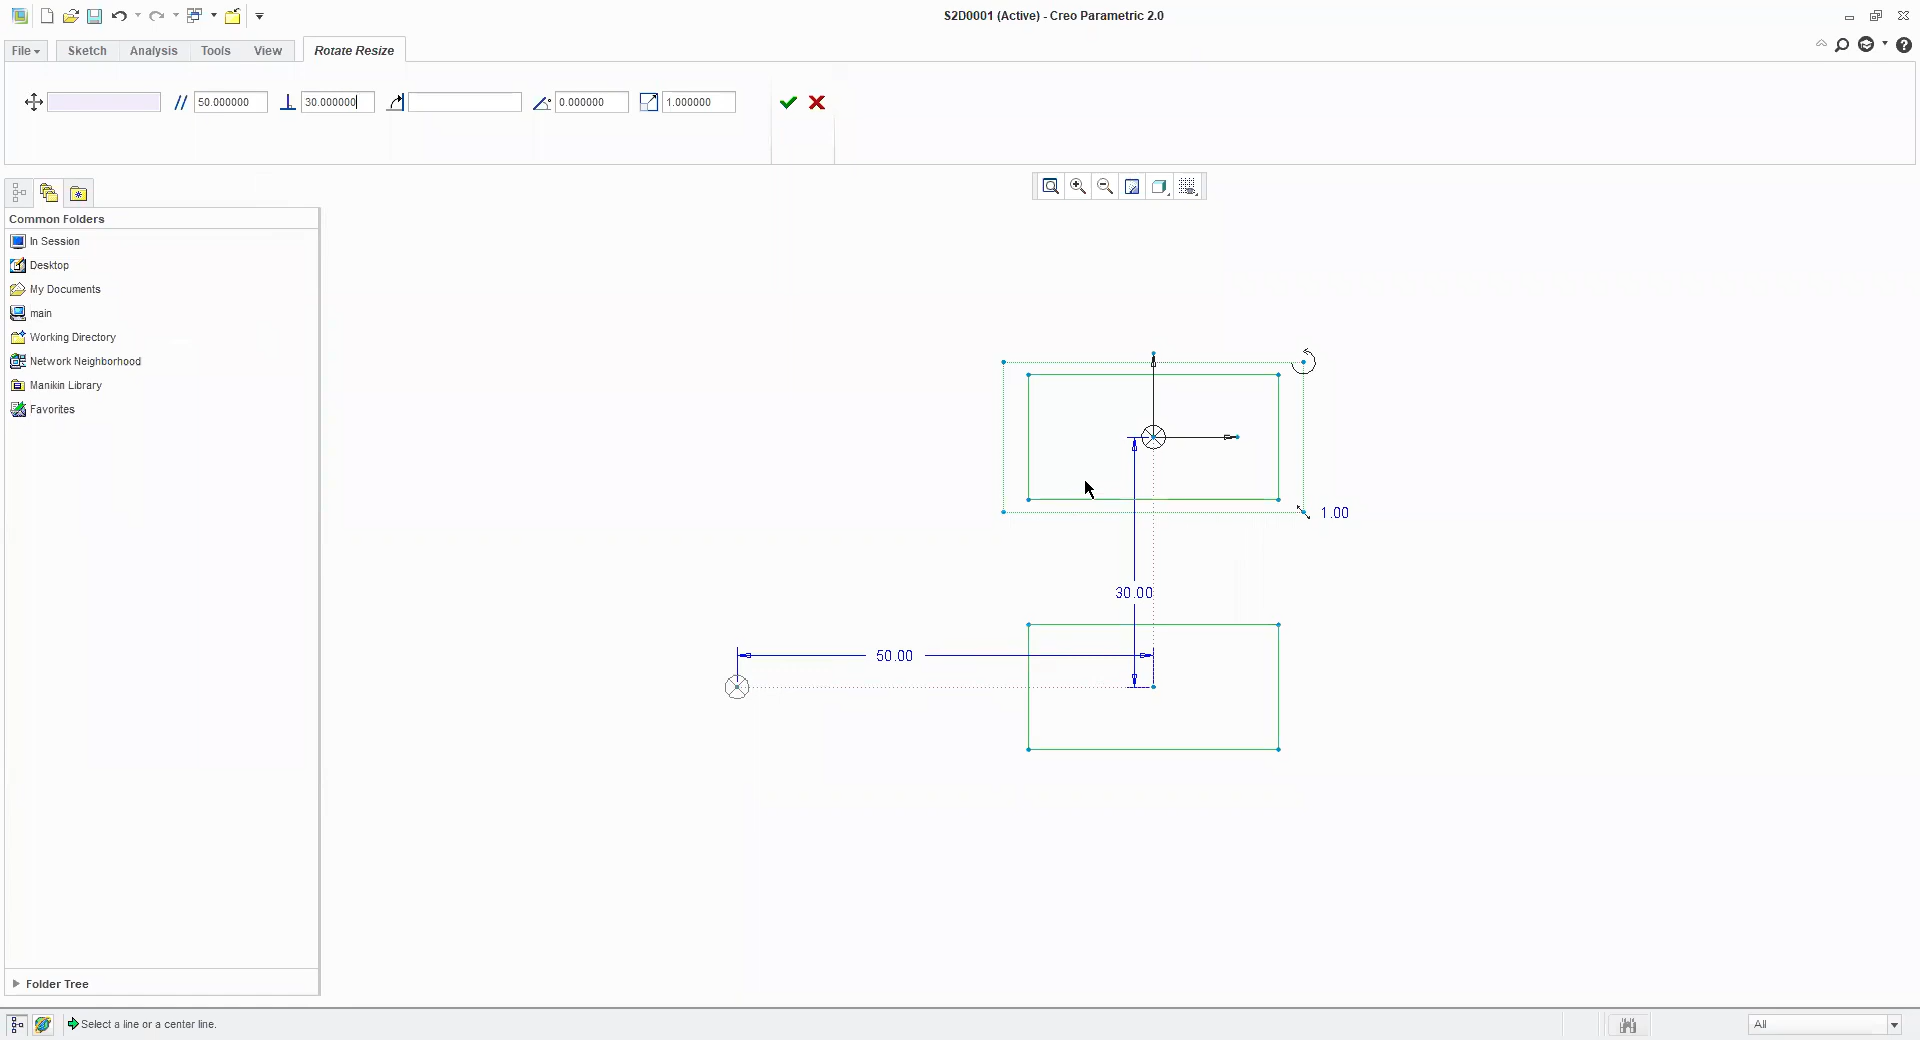 S2D0001 (Active) - Creo Parametric 2.0
File Sketch Analysis Tools View Rotate Resize
50.000000 30.000000 0.000000 1.000000
Common Folders
In Session
Desktop
My Documents
main
Working Directory
Network Neighborhood
Manikin Library
Favorites
1.00
30.00
50.00
Folder Tree
Select a line or a center line.
All